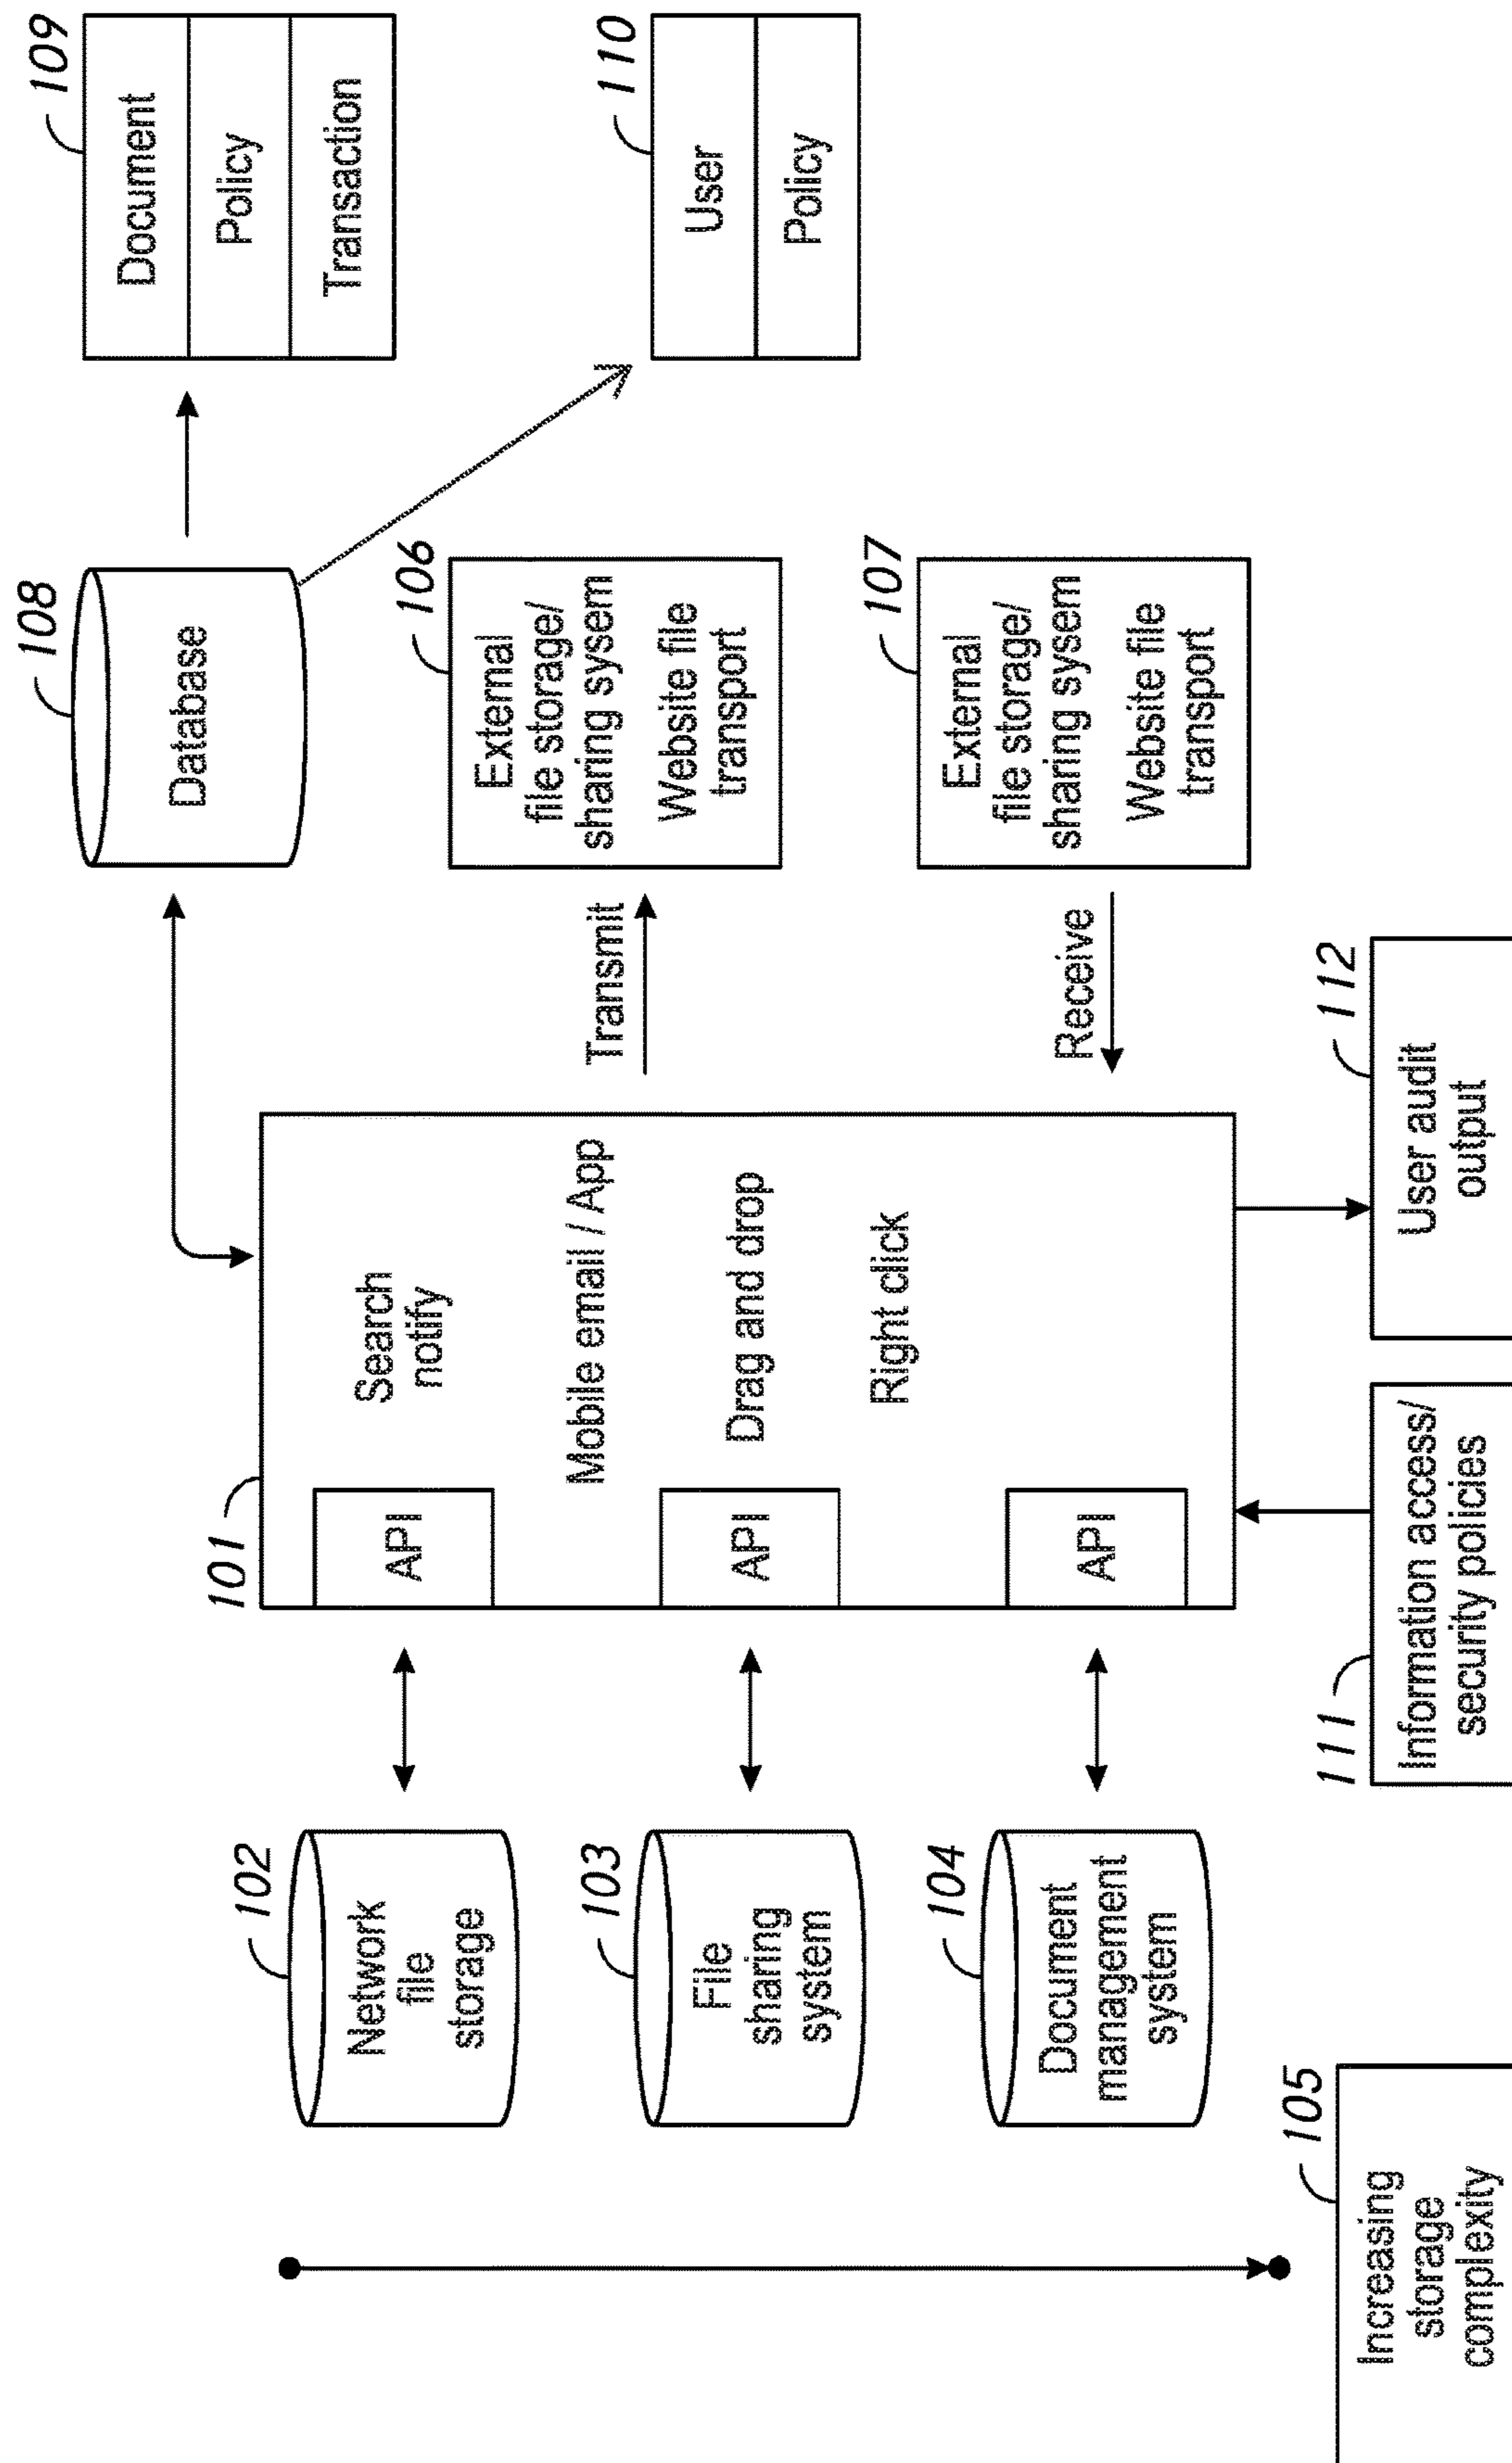 108
Database
109
Document
Policy
Transaction
101
Search
notify
Mobile email / App
Drag and drop
Right click
API
API
API
102
Network
file
storage
103
File
sharing
system
104
Document
management
system
105
Increasing
storage
complexity
Transmit
106
External
file storage/
sharing sysem
Website file
transport
110
User
Policy
Receive
107
External
file storage/
sharing sysem
Website file
transport
111
Information access/
security policies
112
User audit
output